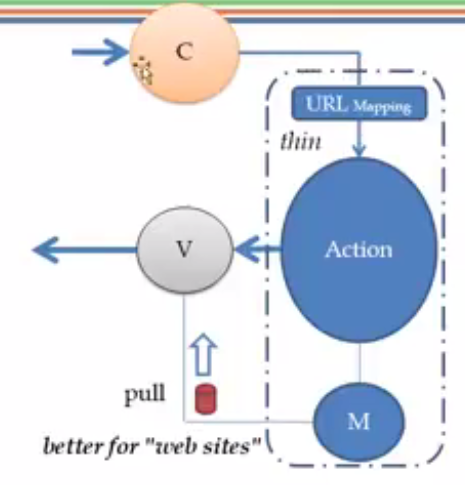 C
URL Mapping
thin
V
Action
pull
M
better for "web sites"